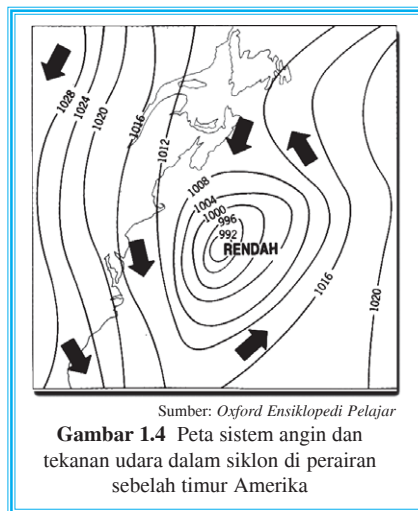 1028
1024
1020
1016
1012
1008
1004
1000
996
992
RENDAH
1016
1020
Sumber: Oxford Ensiklopedi Pelajar
Gambar 1.4 Peta sistem angin dan
tekanan udara dalam siklon di perairan
sebelah timur Amerika